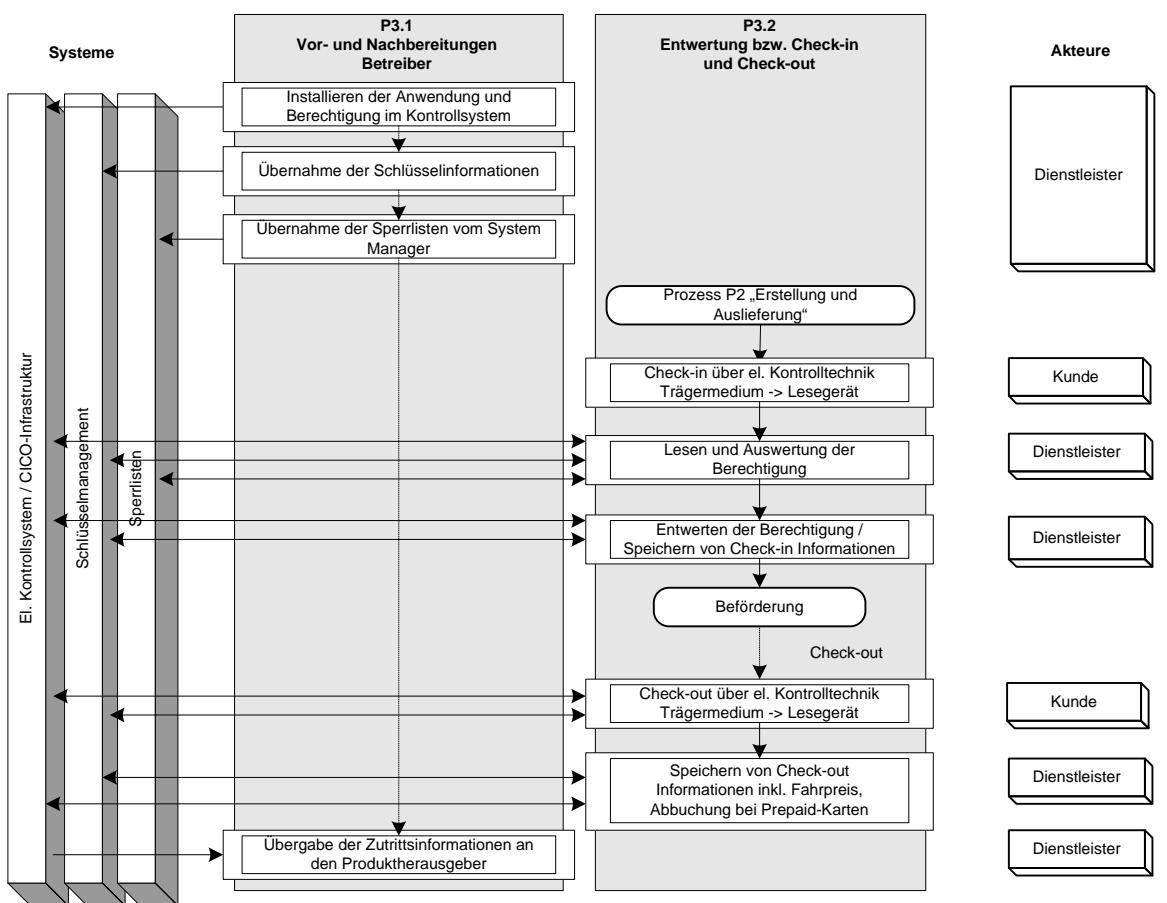 Systeme
P3.1
Vor- und Nachbereitungen
Betreiber
P3.2
Entwertung bzw. Check-in
und Check-out
Akteure
Installieren der Anwendung und
Berechtigung im Kontrollsystem
Übernahme der Schlüsselinformationen
Dienstleister
Übernahme der Sperrlisten vom System
Manager
Prozess P2 „Erstellung und
Auslieferung“
Check-in über el. Kontrolltechnik
Trägermedium -> Lesegerät
Kunde
El. Kontrollsystem / CICO-Infrastruktur
Schlüsselmanagement
Sperrlisten
Lesen und Auswertung der
Berechtigung
Dienstleister
Entwerten der Berechtigung /
Speichern von Check-in Informationen
Dienstleister
Beförderung
Check-out
Check-out über el. Kontrolltechnik
Trägermedium -> Lesegerät
Kunde
Speichern von Check-out
Informationen inkl. Fahrpreis,
Abbuchung bei Prepaid-Karten
Dienstleister
Übergabe der Zutrittsinformationen an
den Produktherausgeber
Dienstleister